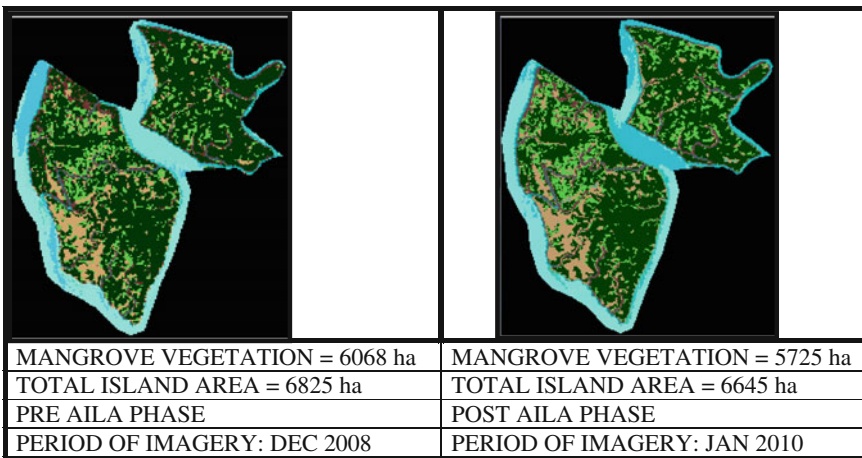 MANGROVE VEGETATION = 6068 ha
MANGROVE VEGETATION = 5725 ha
TOTAL ISLAND AREA = 6825 ha
TOTAL ISLAND AREA = 6645 ha
PRE AILA PHASE
POST AILA PHASE
PERIOD OF IMAGERY: DEC 2008
PERIOD OF IMAGERY: JAN 2010